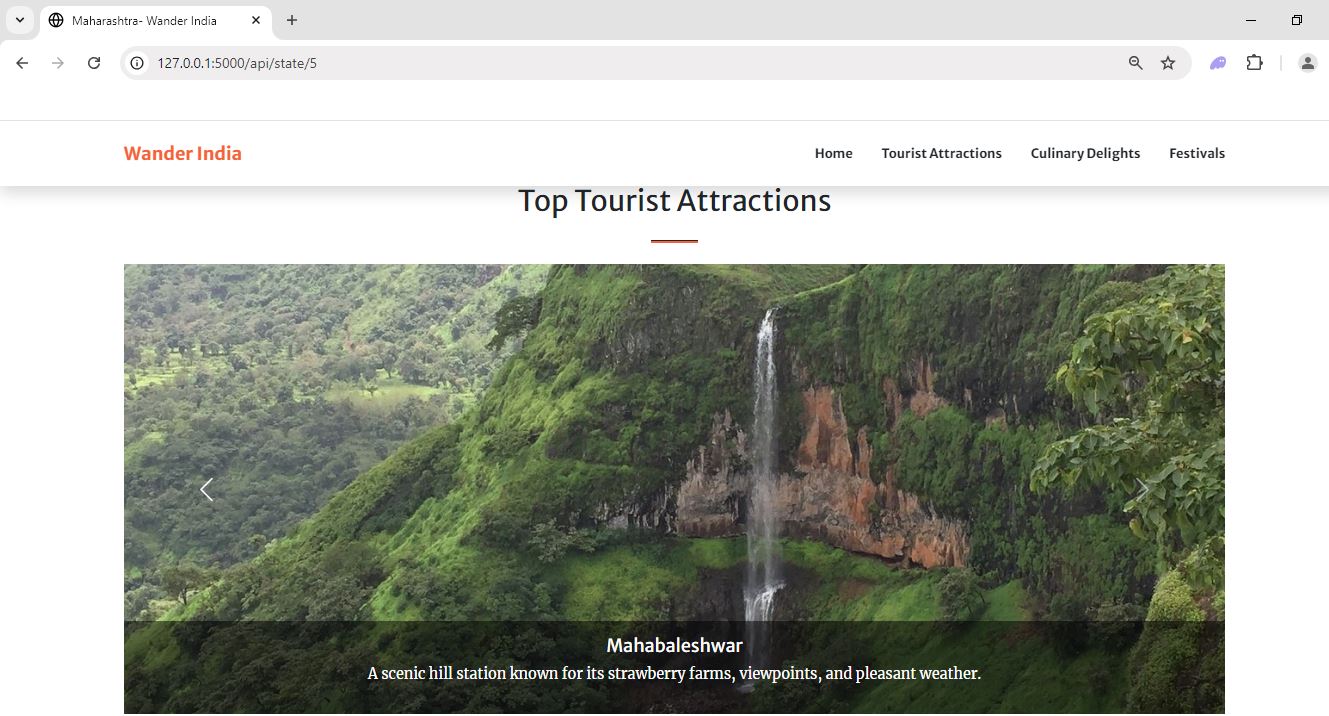 Maharashtra- Wander India
127.0.0.1:5000/api/state/5
Wander India
Home Tourist Attractions Culinary Delights Festivals
Top Tourist Attractions
Mahabaleshwar
A scenic hill station known for its strawberry farms, viewpoints, and pleasant weather.